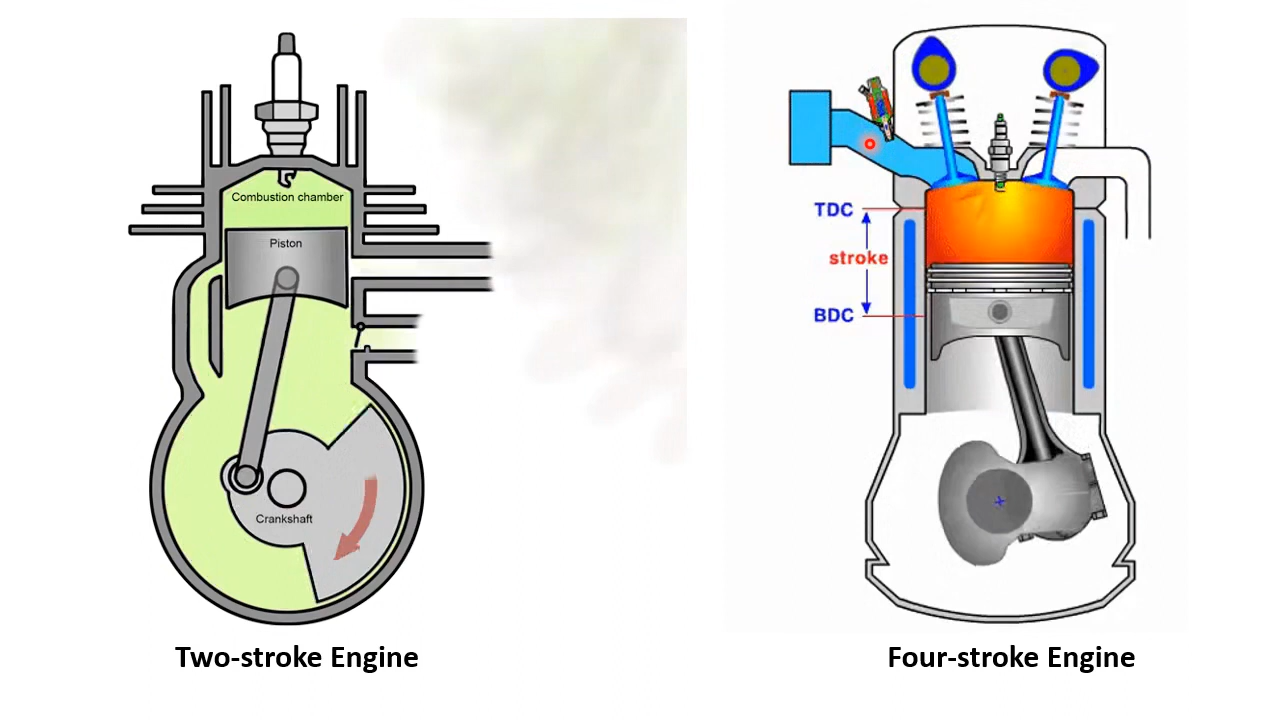 Combustion chamber
Piston
Crankshaft
TDC
stroke
BDC
Two-stroke Engine
Four-stroke Engine